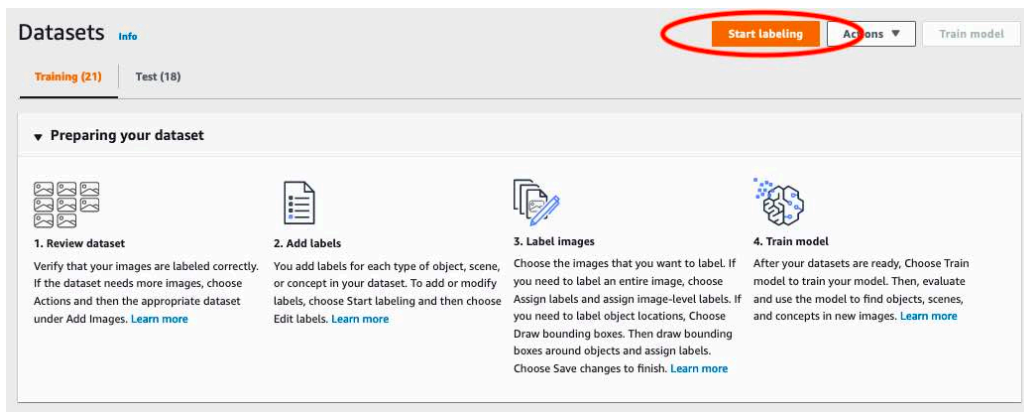 Datasets Info
Start labeling
Actions ▼
Train model
Training (21)
Test (18)
▼ Preparing your dataset
1. Review dataset
Verify that your images are labeled correctly.
If the dataset needs more images, choose
Actions and then the appropriate dataset
under Add Images. Learn more
2. Add labels
You add labels for each type of object, scene,
or concept in your dataset. To add or modify
labels, choose Start labeling and then choose
Edit labels. Learn more
3. Label images
Choose the images that you want to label. If
you need to label an entire image, choose
Assign labels and assign image-level labels. If
you need to label object locations, Choose
Draw bounding boxes. Then draw bounding
boxes around objects and assign labels.
Choose Save changes to finish. Learn more
4. Train model
After your datasets are ready, Choose Train
model to train your model. Then, evaluate
and use the model to find objects, scenes,
and concepts in new images. Learn more